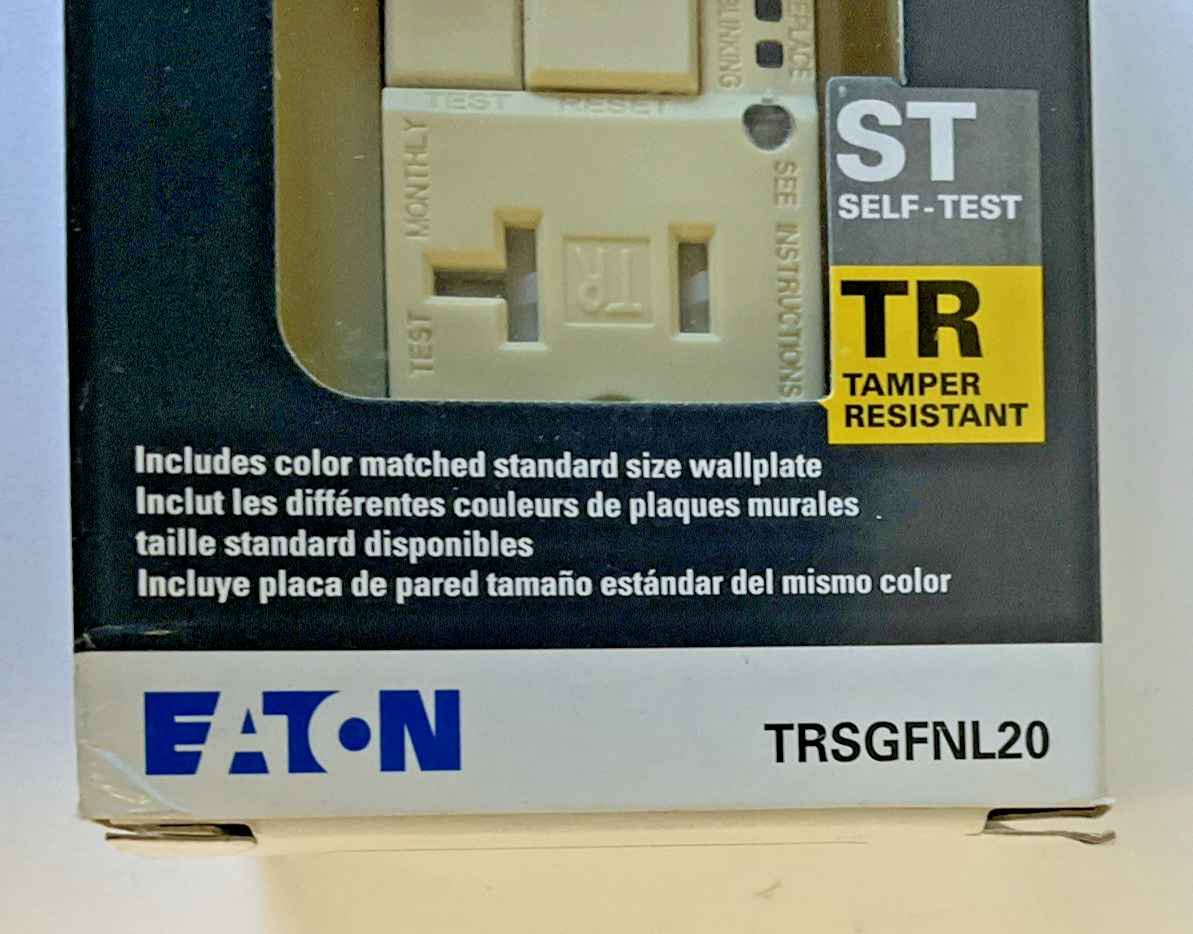 BLINKING
REPLACE
TEST RESET
TEST MONTHLY
SEE INSTRUCTIONS
TR
ST
SELF-TEST
TR
TAMPER
RESISTANT
Includes color matched standard size wallplate
Inclut les différentes couleurs de plaques murales
taille standard disponibles
Incluye placa de pared tamaño estándar del mismo color
EATON
TRSGFNL20